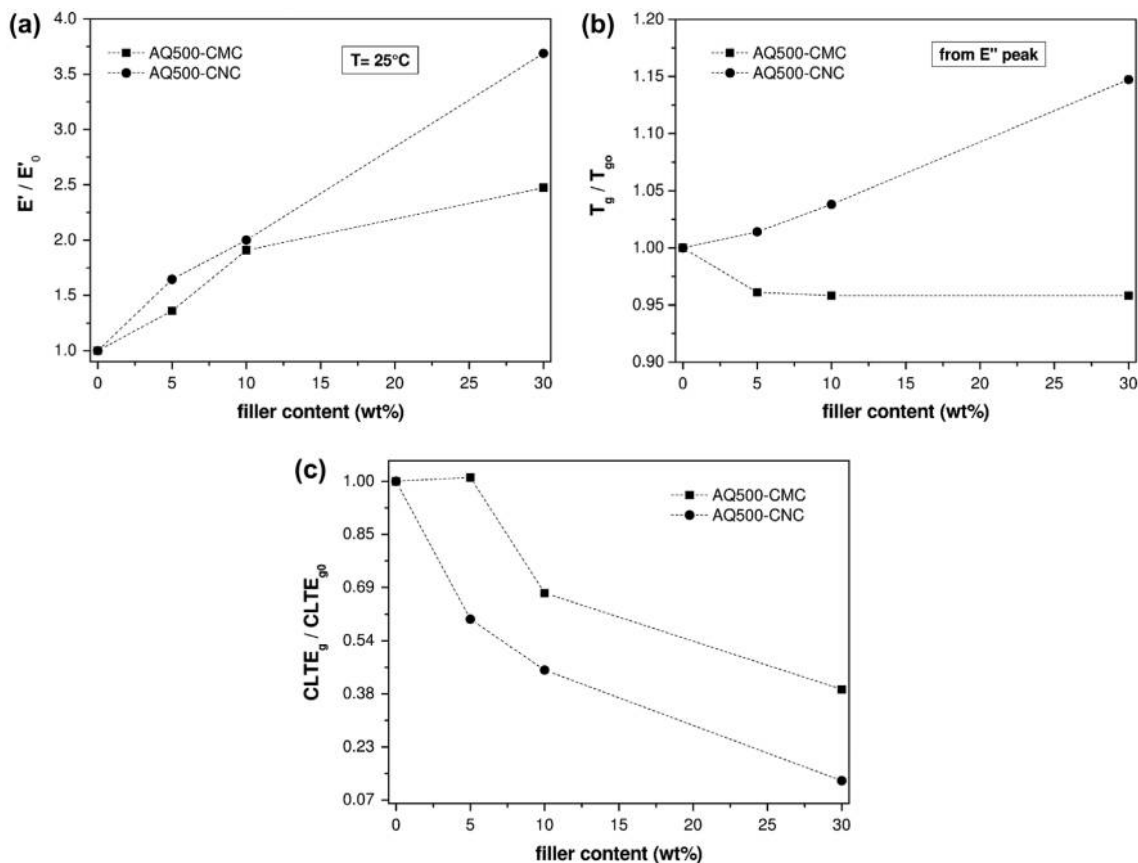 (a)
4.0
3.5
3.0
2.5
2.0
1.5
1.0
E' / E'₀
AQ500-CMC
AQ500-CNC
T= 25°C
0 5 10 15 20 25 30
filler content (wt%)
(b)
1.20
1.15
1.10
1.05
1.00
0.95
0.90
Tg / Tgo
AQ500-CMC
AQ500-CNC
from E" peak
0 5 10 15 20 25 30
filler content (wt%)
(c)
1.00
0.85
0.69
0.54
0.38
0.23
0.07
CLTEg / CLTEg0
AQ500-CMC
AQ500-CNC
0 5 10 15 20 25 30
filler content (wt%)